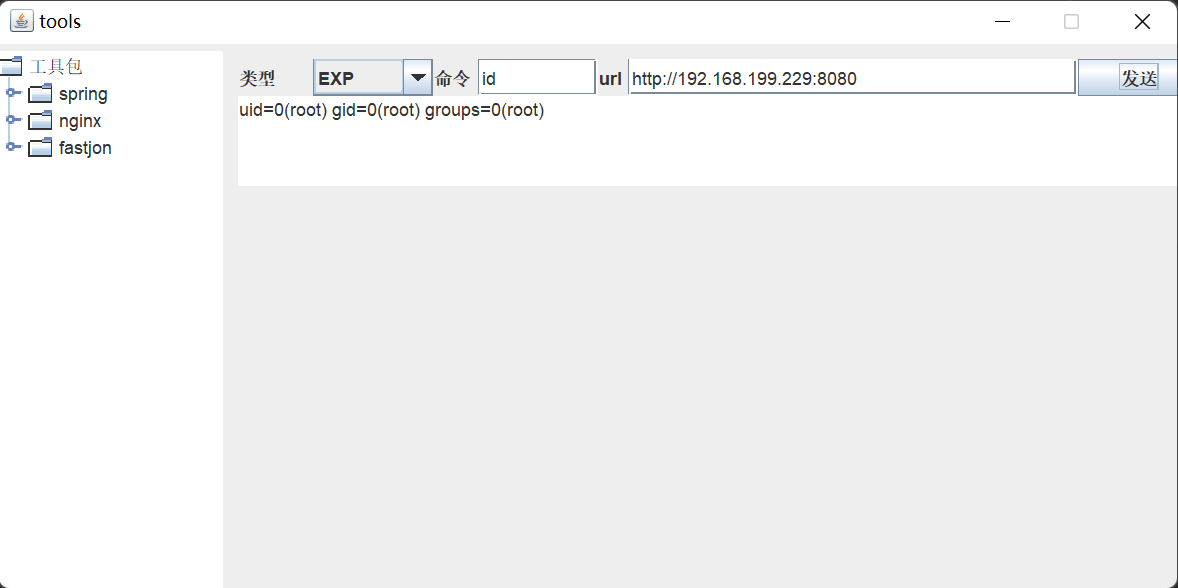 tools
工具包
spring
nginx
fastjon
类型 EXP 命令 id url http://192.168.199.229:8080 发送
uid=0(root) gid=0(root) groups=0(root)